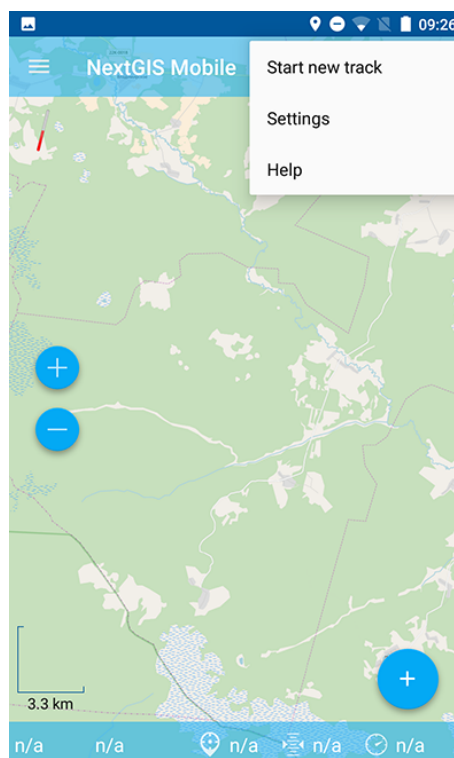 09:26
NextGIS Mobile
Start new track
Settings
Help
3.3 km
n/a n/a n/a n/a n/a